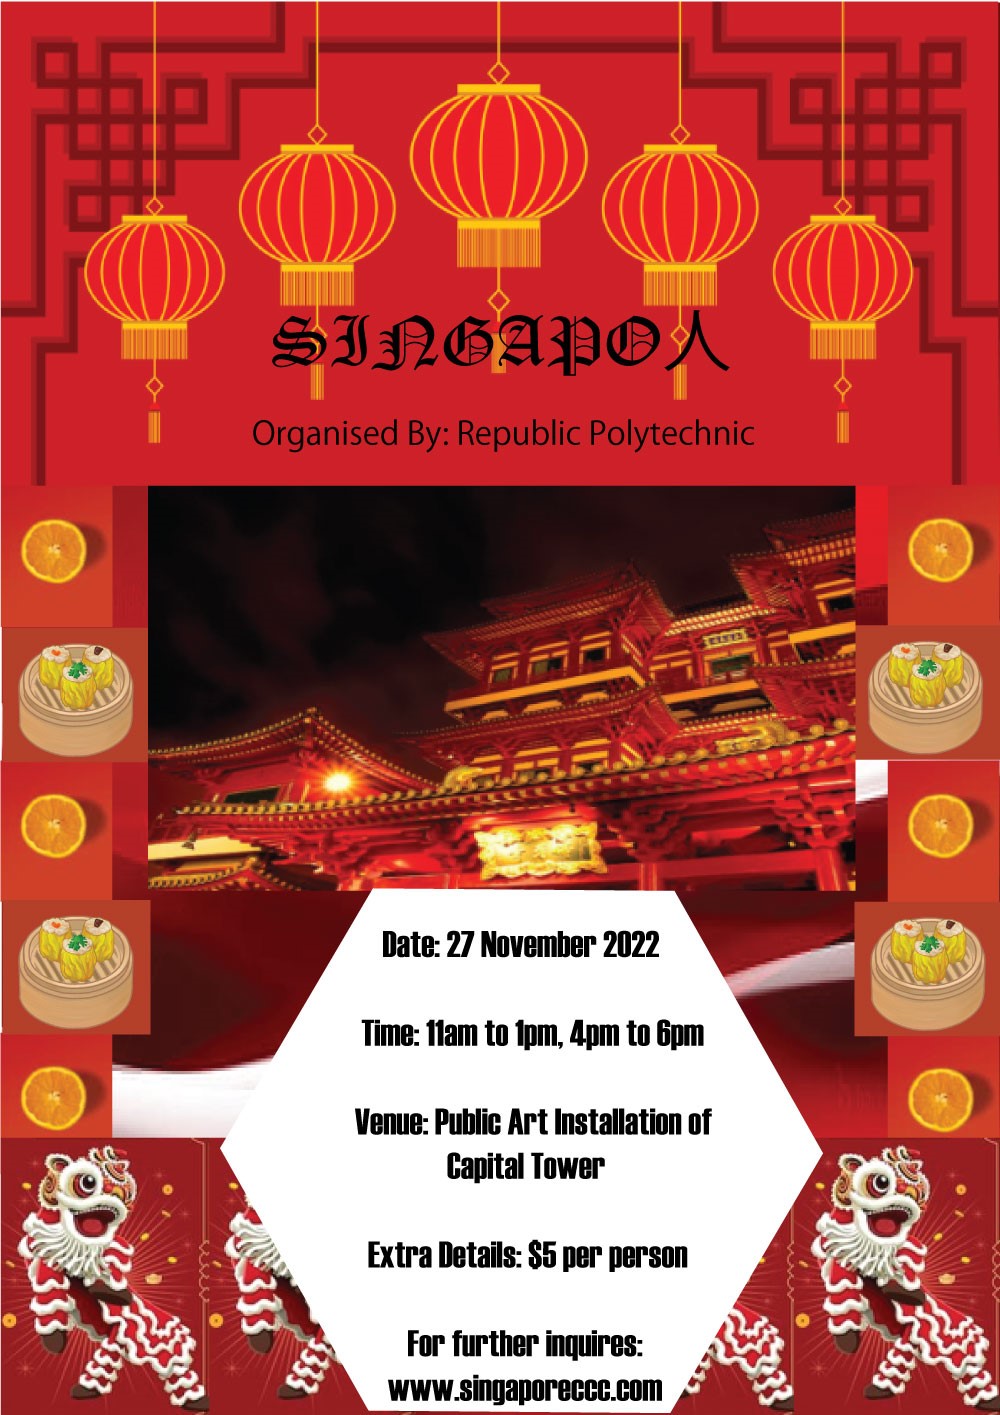 SINGAPO人
Organised By: Republic Polytechnic
Date: 27 November 2022
Time: 11am to 1pm, 4pm to 6pm
Venue: Public Art Installation of
Capital Tower
Extra Details: $5 per person
For further inquires:
www.singaporeccc.com